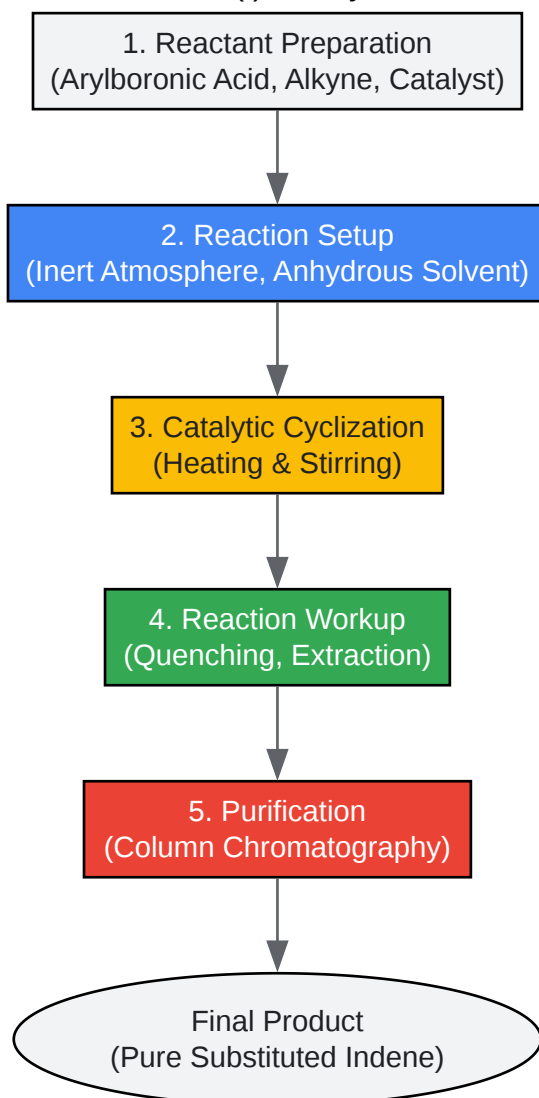 1. Reactant Preparation
(Arylboronic Acid, Alkyne, Catalyst)
2. Reaction Setup
(Inert Atmosphere, Anhydrous Solvent)
3. Catalytic Cyclization
(Heating & Stirring)
4. Reaction Workup
(Quenching, Extraction)
5. Purification
(Column Chromatography)
Final Product
(Pure Substituted Indene)